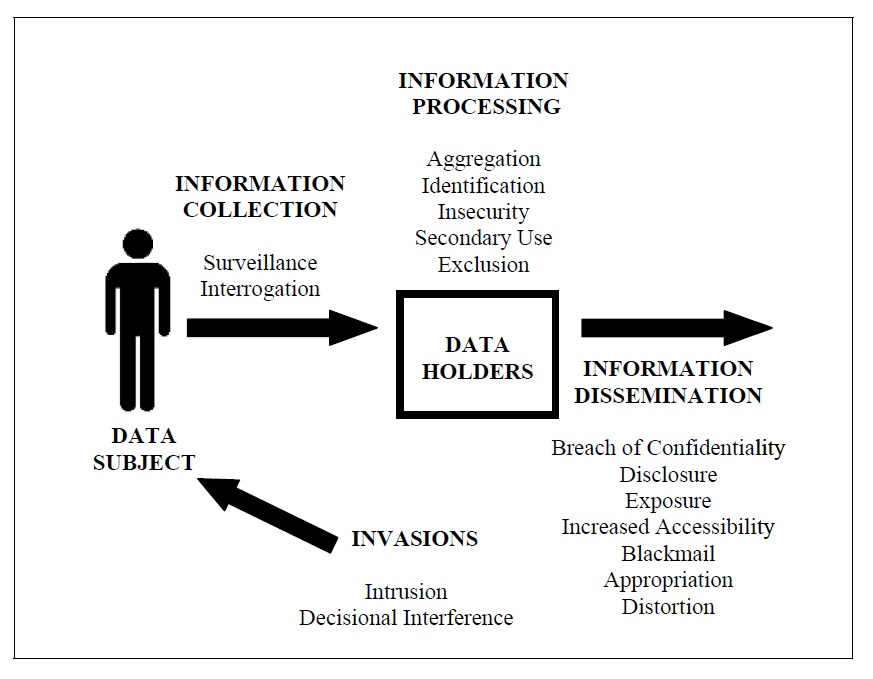 INFORMATION
PROCESSING
Aggregation
Identification
Insecurity
Secondary Use
Exclusion
INFORMATION
COLLECTION
Surveillance
Interrogation
DATA
HOLDERS
INFORMATION
DISSEMINATION
Breach of Confidentiality
Disclosure
Exposure
Increased Accessibility
Blackmail
Appropriation
Distortion
DATA
SUBJECT
INVASIONS
Intrusion
Decisional Interference